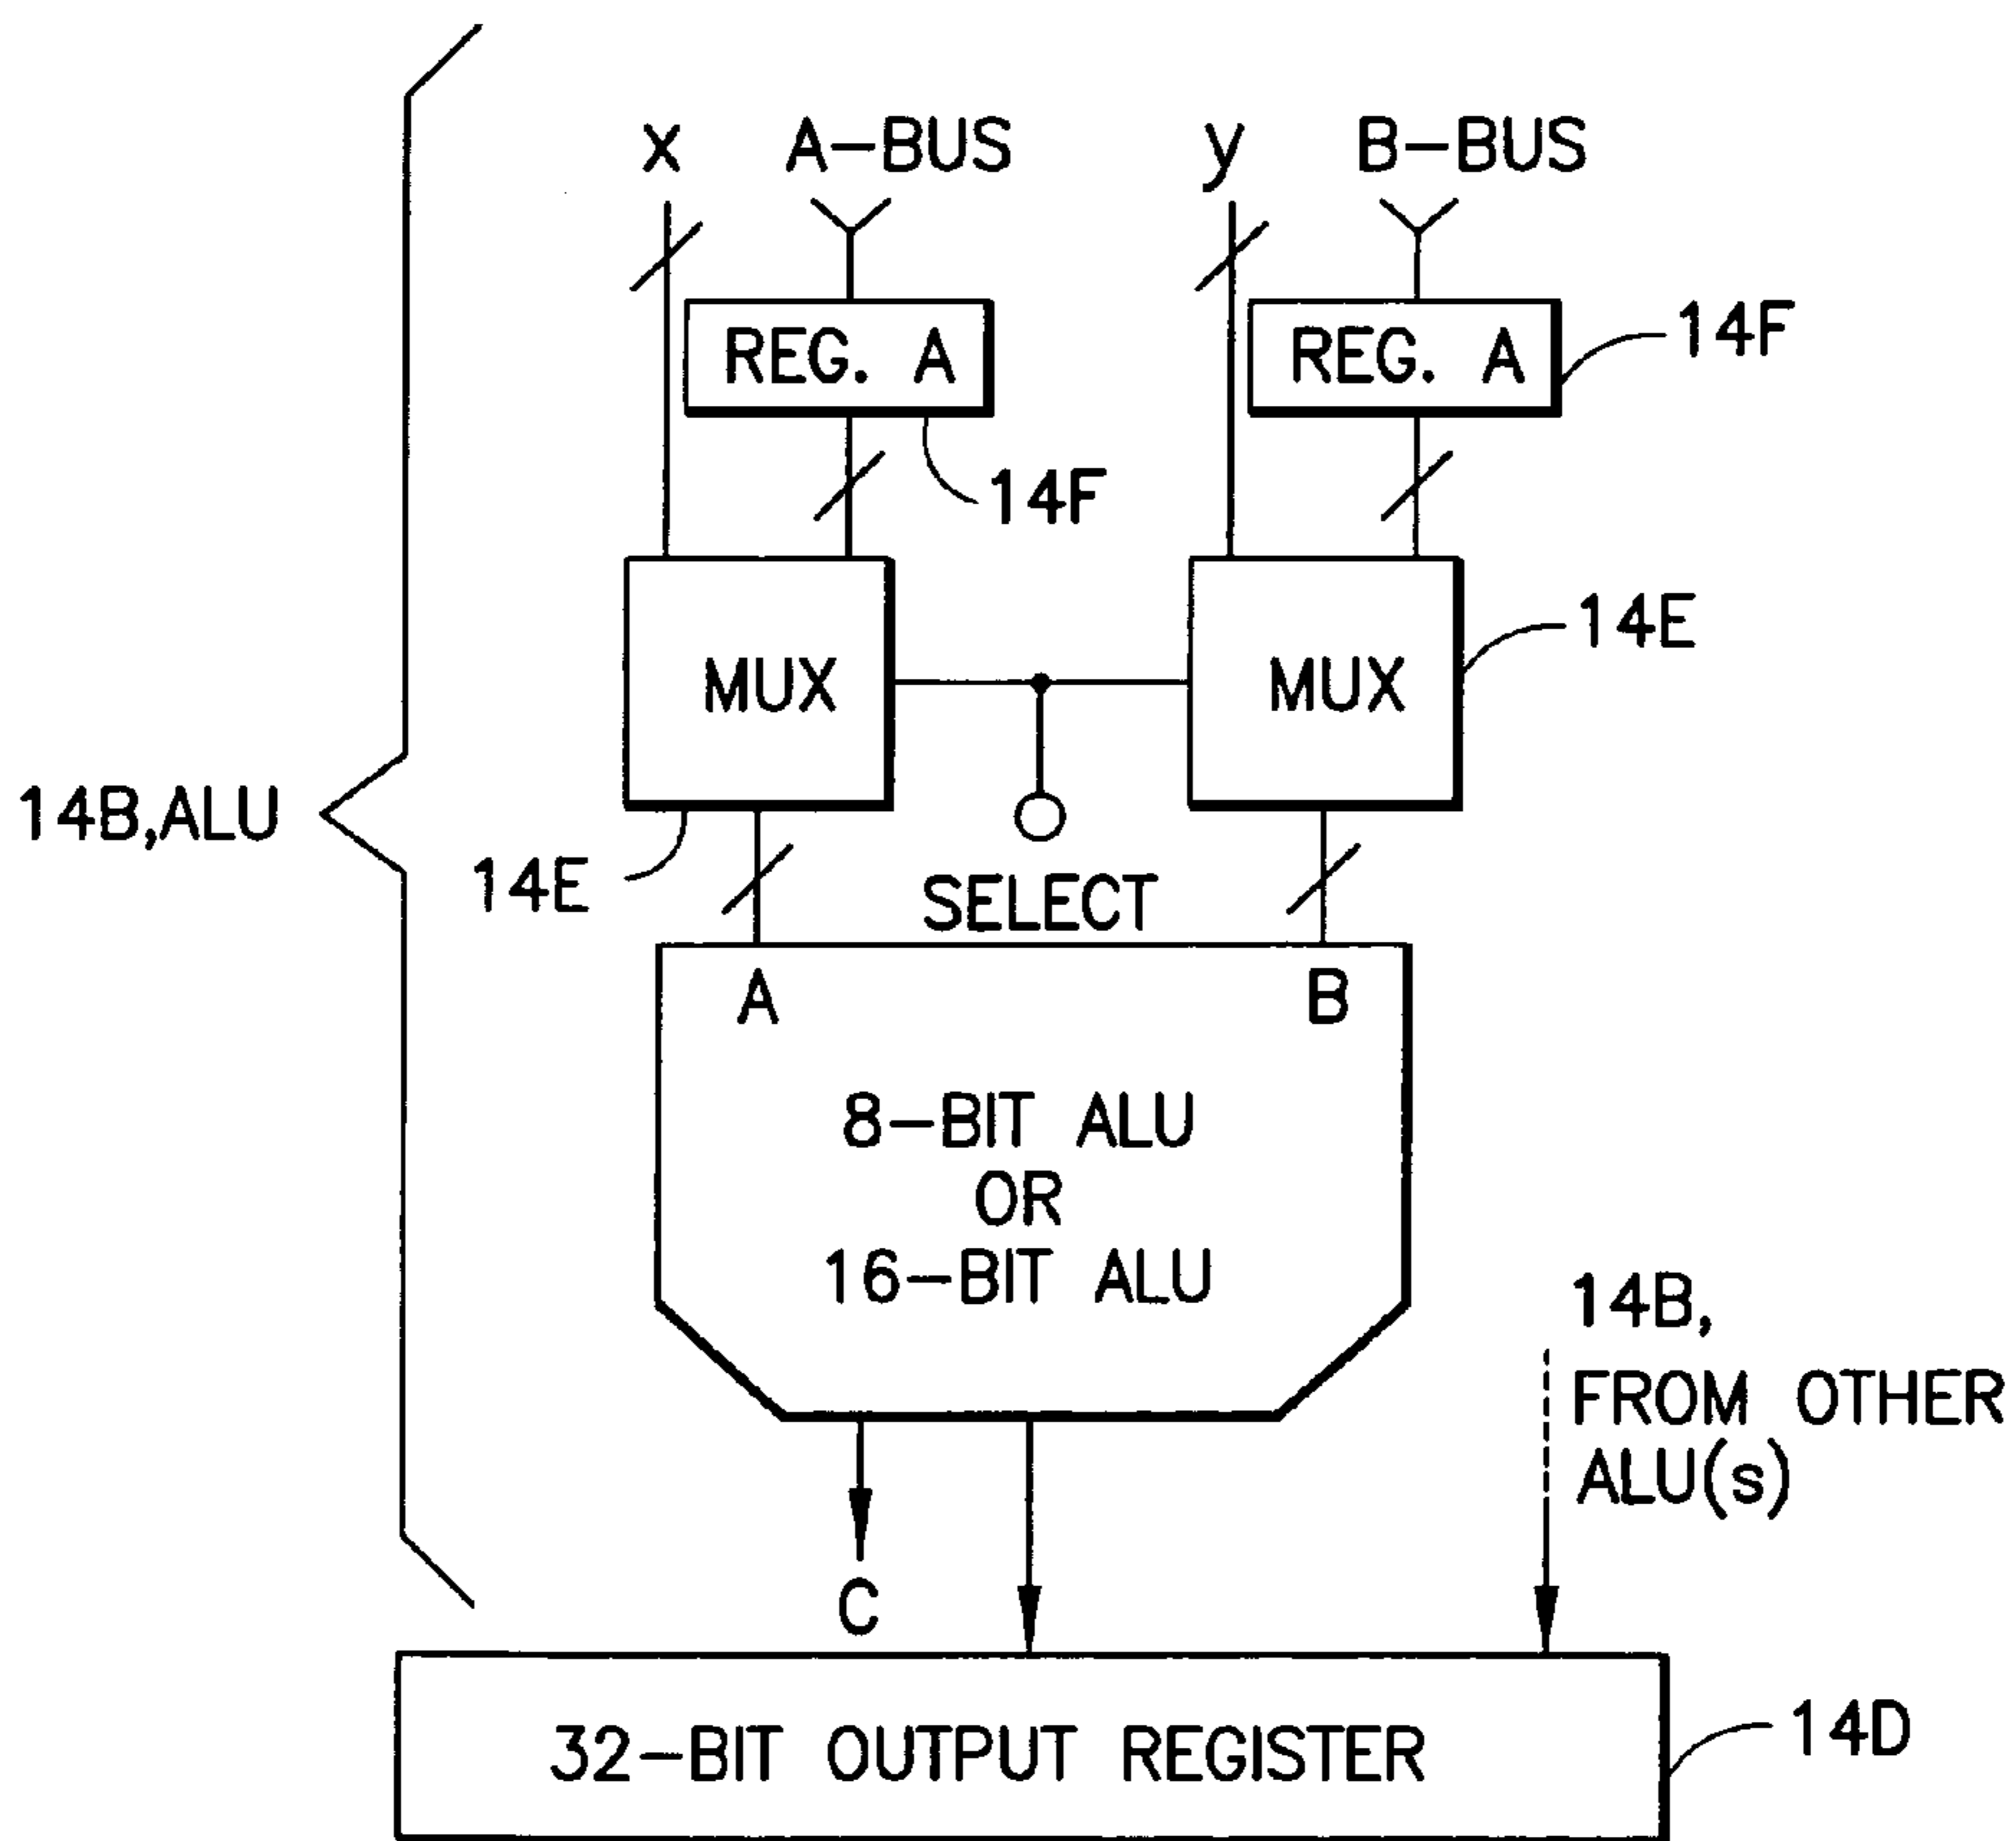 x A-BUS y B-BUS
REG. A REG. A 14F
14F
MUX MUX 14E
14B,ALU
14E SELECT
A B
8-BIT ALU
OR
16-BIT ALU
14B,
FROM OTHER
ALU(s)
C
32-BIT OUTPUT REGISTER 14D